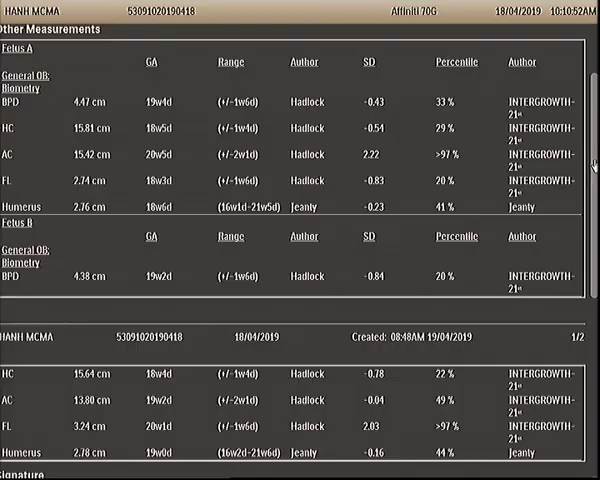 HANH MCMA 53091020190418 Affiniti 70G 18/04/2019 10:10:52AM
Other Measurements
Fetus A
GA Range Author SD Percentile Author
General OB:
Biometry
BPD 4.47 cm 19w4d (+/-1w6d) Hadlock -0.43 33 % INTERGROWTH-
21st
HC 15.81 cm 18w5d (+/-1w4d) Hadlock -0.54 29 % INTERGROWTH-
21st
AC 15.42 cm 20w5d (+/-2w1d) Hadlock 2.22 >97 % INTERGROWTH-
21st
FL 2.74 cm 18w3d (+/-1w6d) Hadlock -0.83 20 % INTERGROWTH-
21st
Humerus 2.76 cm 18w6d (16w1d-21w5d) Jeanty -0.23 41 % Jeanty
Fetus B
GA Range Author SD Percentile Author
General OB:
Biometry
BPD 4.38 cm 19w2d (+/-1w6d) Hadlock -0.84 20 % INTERGROWTH-
21st
HANH MCMA 53091020190418 18/04/2019 Created: 08:48AM 19/04/2019 1/2
HC 15.64 cm 18w4d (+/-1w4d) Hadlock -0.78 22 % INTERGROWTH-
21st
AC 13.80 cm 19w2d (+/-2w1d) Hadlock -0.04 49 % INTERGROWTH-
21st
FL 3.24 cm 20w1d (+/-1w6d) Hadlock 2.03 >97 % INTERGROWTH-
21st
Humerus 2.78 cm 19w0d (16w2d-21w6d) Jeanty -0.16 44 % Jeanty
Signature